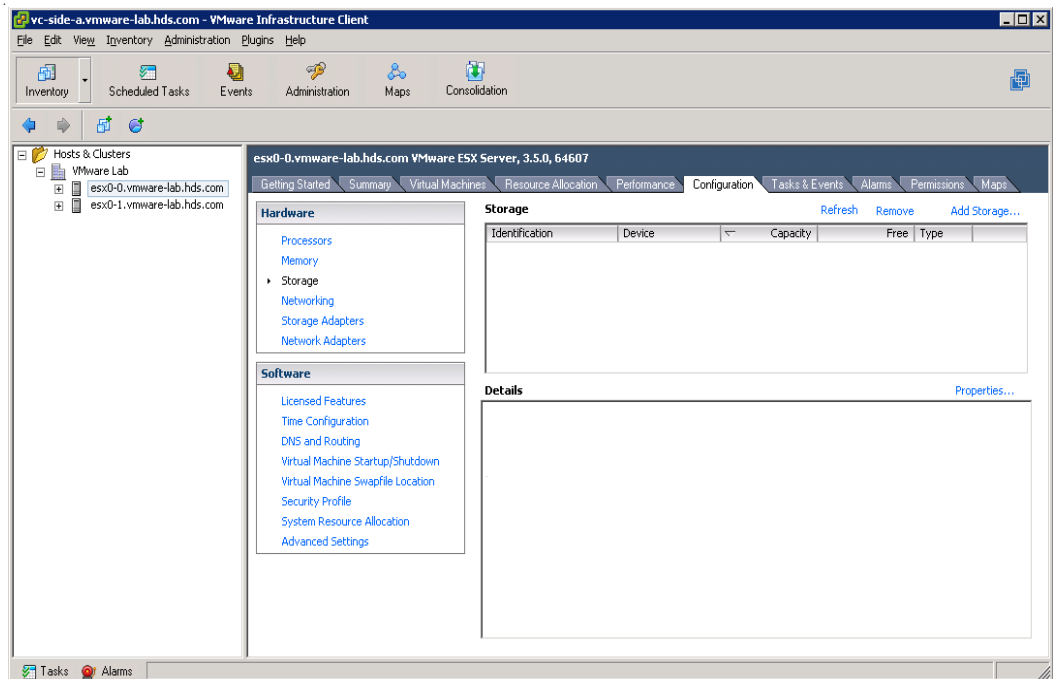 vc-side-a.vmware-lab.hds.com - VMware Infrastructure Client
File Edit View Inventory Administration Plugins Help
Inventory Scheduled Tasks Events Administration Maps Consolidation
Hosts & Clusters
VMware Lab
esx0-0.vmware-lab.hds.com
esx0-1.vmware-lab.hds.com
esx0-0.vmware-lab.hds.com VMware ESX Server, 3.5.0, 64607
Getting Started Summary Virtual Machines Resource Allocation Performance Configuration Tasks & Events Alarms Permissions Maps
Hardware
Processors
Memory
Storage
Networking
Storage Adapters
Network Adapters
Software
Licensed Features
Time Configuration
DNS and Routing
Virtual Machine Startup/Shutdown
Virtual Machine Swapfile Location
Security Profile
System Resource Allocation
Advanced Settings
Storage Refresh Remove Add Storage...
Identification Device Capacity Free Type
Details Properties...
Tasks Alarms